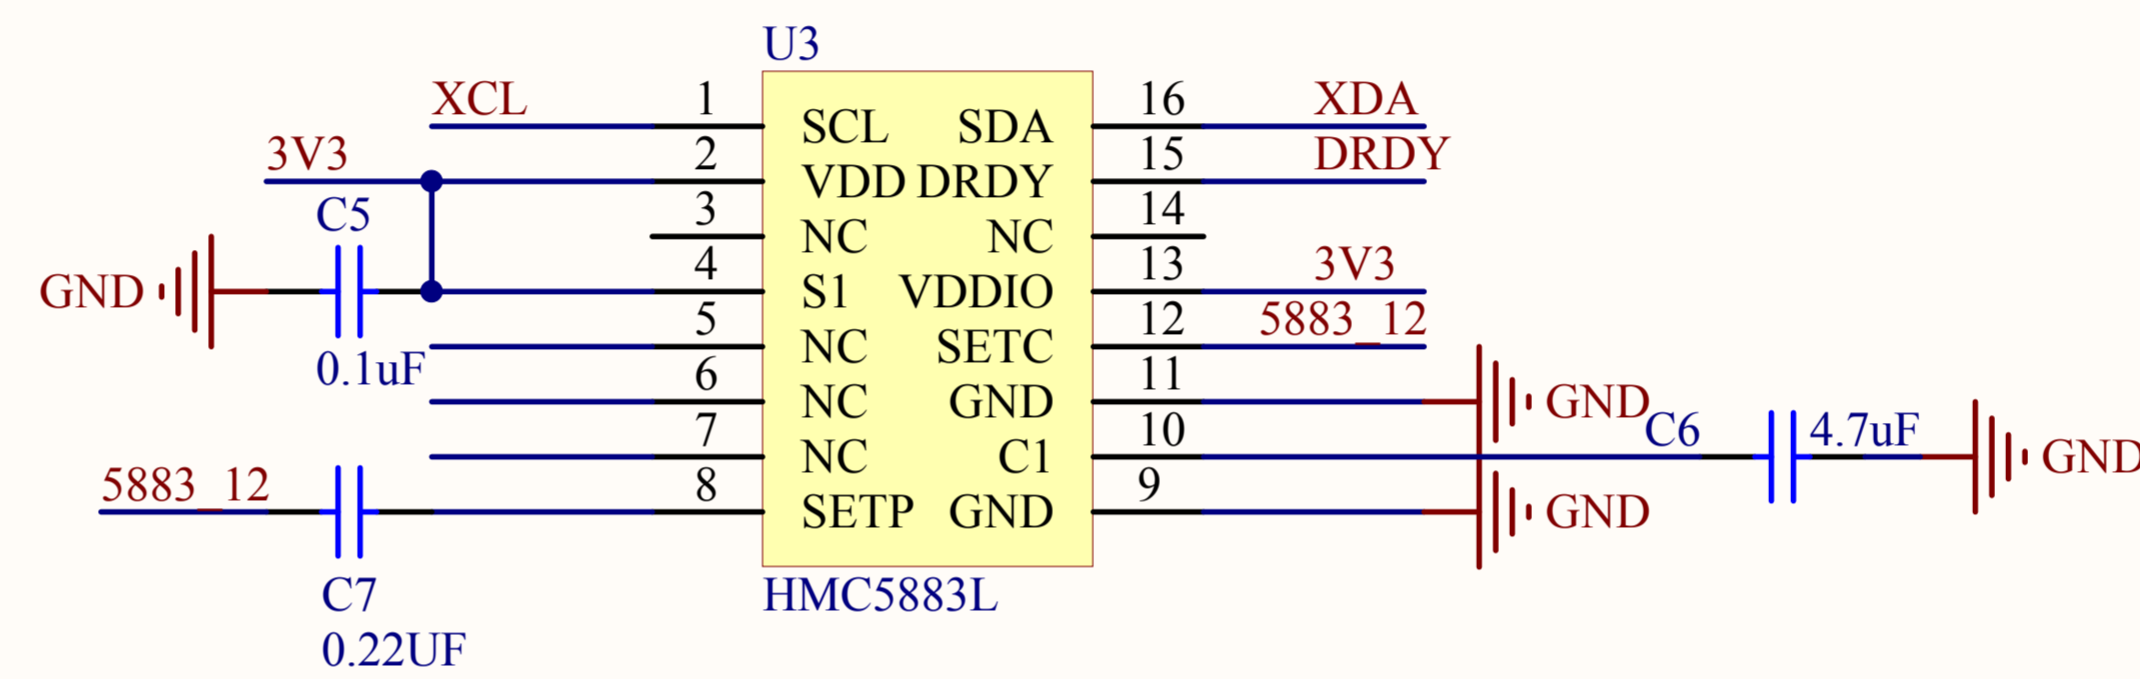 U3
XCL 1 SCL SDA 16 XDA
3V3 2 VDD DRDY 15 DRDY
C5 3 NC NC 14
GND 4 S1 VDDIO 13 3V3
0.1uF 5 NC SETC 12 5883_12
6 NC GND 11 GND
7 NC C1 10 C6 4.7uF GND
5883_12 8 SETP GND 9 GND
C7 HMC5883L
0.22UF